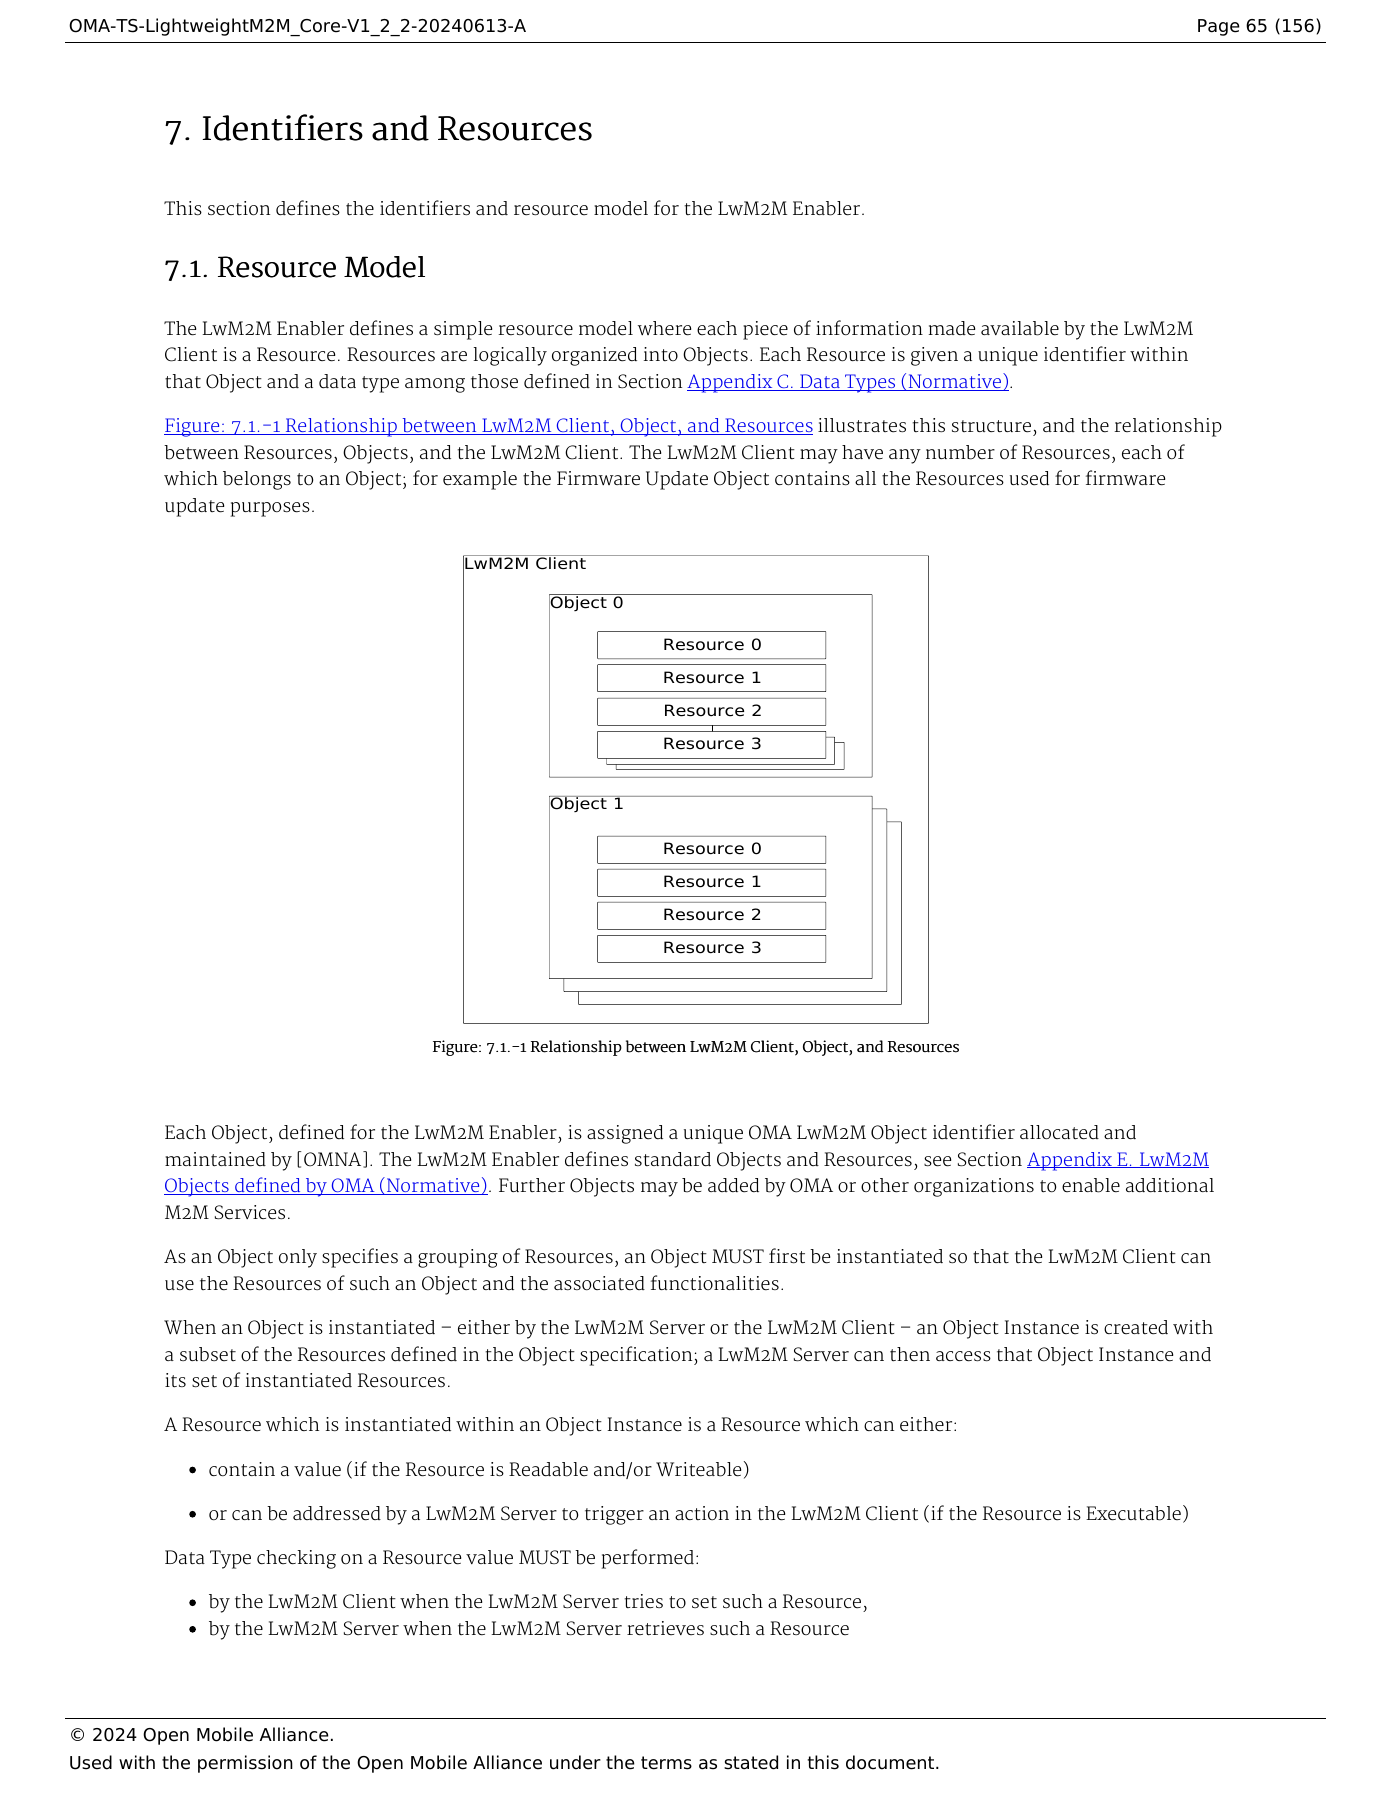 OMA-TS-LightweightM2M_Core-V1_2_2-20240613-A Page 65 (156)
7. Identifiers and Resources
This section defines the identifiers and resource model for the LwM2M Enabler.
7.1. Resource Model
The LwM2M Enabler defines a simple resource model where each piece of information made available by the LwM2M
Client is a Resource. Resources are logically organized into Objects. Each Resource is given a unique identifier within
that Object and a data type among those defined in Section Appendix C. Data Types (Normative).
Figure: 7.1.-1 Relationship between LwM2M Client, Object, and Resources illustrates this structure, and the relationship
between Resources, Objects, and the LwM2M Client. The LwM2M Client may have any number of Resources, each of
which belongs to an Object; for example the Firmware Update Object contains all the Resources used for firmware
update purposes.
LwM2M Client
Object 0
Resource 0
Resource 1
Resource 2
Resource 3
Object 1
Resource 0
Resource 1
Resource 2
Resource 3
Figure: 7.1.-1 Relationship between LwM2M Client, Object, and Resources
Each Object, defined for the LwM2M Enabler, is assigned a unique OMA LwM2M Object identifier allocated and
maintained by [OMNA]. The LwM2M Enabler defines standard Objects and Resources, see Section Appendix E. LwM2M
Objects defined by OMA (Normative). Further Objects may be added by OMA or other organizations to enable additional
M2M Services.
As an Object only specifies a grouping of Resources, an Object MUST first be instantiated so that the LwM2M Client can
use the Resources of such an Object and the associated functionalities.
When an Object is instantiated – either by the LwM2M Server or the LwM2M Client – an Object Instance is created with
a subset of the Resources defined in the Object specification; a LwM2M Server can then access that Object Instance and
its set of instantiated Resources.
A Resource which is instantiated within an Object Instance is a Resource which can either:
• contain a value (if the Resource is Readable and/or Writeable)
• or can be addressed by a LwM2M Server to trigger an action in the LwM2M Client (if the Resource is Executable)
Data Type checking on a Resource value MUST be performed:
• by the LwM2M Client when the LwM2M Server tries to set such a Resource,
• by the LwM2M Server when the LwM2M Server retrieves such a Resource
© 2024 Open Mobile Alliance.
Used with the permission of the Open Mobile Alliance under the terms as stated in this document.